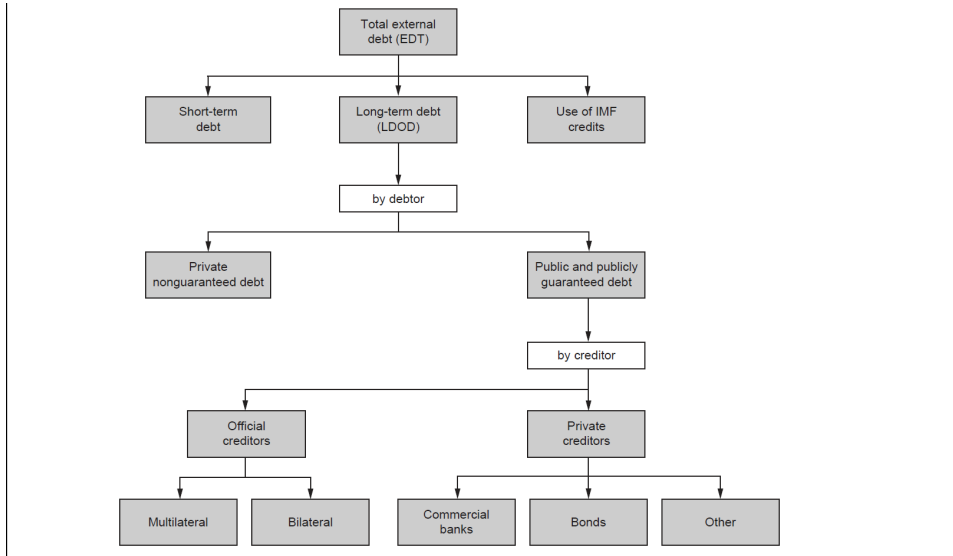 Total external
debt (EDT)
Short-term
debt
Long-term debt
(LDOD)
Use of IMF
credits
by debtor
Private
nonguaranteed debt
Public and publicly
guaranteed debt
by creditor
Official
creditors
Private
creditors
Multilateral
Bilateral
Commercial
banks
Bonds
Other